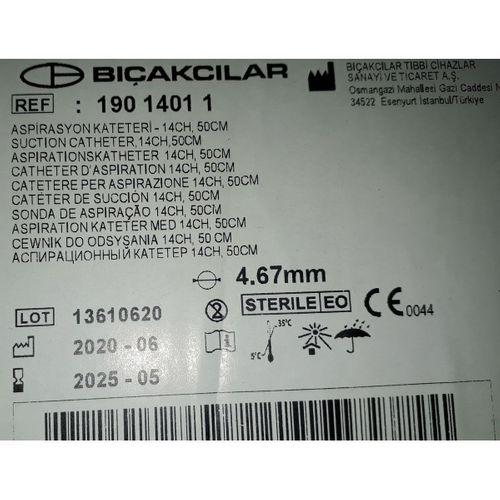 BIÇAKCILAR
BIÇAKCILAR TIBBİ CİHAZLAR
SANAYİ VE TİCARET A.Ş.
Osmangazi Mahallesi Gazi Caddesi N
34522 Esenyurt İstanbul/Türkiye
REF : 190 1401 1
ASPİRASYON KATETERİ - 14CH, 50CM
SUCTION CATHETER,14CH,50CM
ASPIRATIONSKATHETER 14CH, 50CM
CATHETER D'ASPIRATION 14CH, 50CM
CATETERE PER ASPIRAZIONE 14CH, 50CM
CATÉTER DE SUCCIÓN 14CH, 50CM
SONDA DE ASPIRAÇÃO 14CH, 50CM
ASPIRATION KATETER MED 14CH, 50CM
CEWNIK DO ODSYSANIA 14CH, 50 CM
АСПИРАЦИОННЫЙ КАТЕТЕР 14CH, 50CM
4.67mm
LOT 13610620
2 STERILE EO CE 0044
2020 - 06
5°C 35°C
2025 - 05